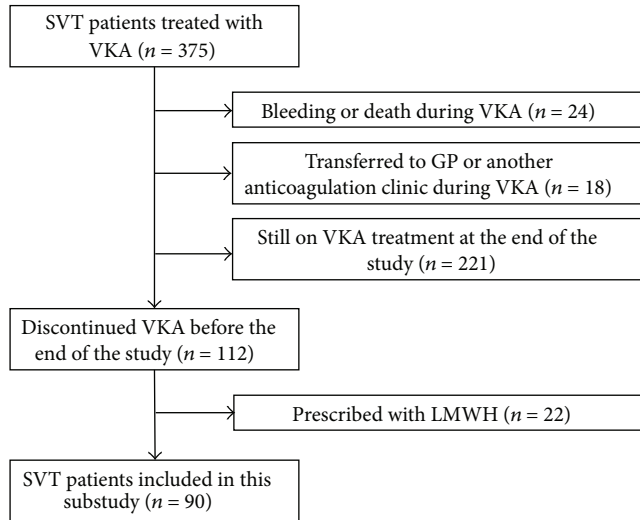 SVT patients treated with
VKA (n = 375)
Bleeding or death during VKA (n = 24)
Transferred to GP or another
anticoagulation clinic during VKA (n = 18)
Still on VKA treatment at the end of the
study (n = 221)
Discontinued VKA before the
end of the study (n = 112)
Prescribed with LMWH (n = 22)
SVT patients included in this
substudy (n = 90)